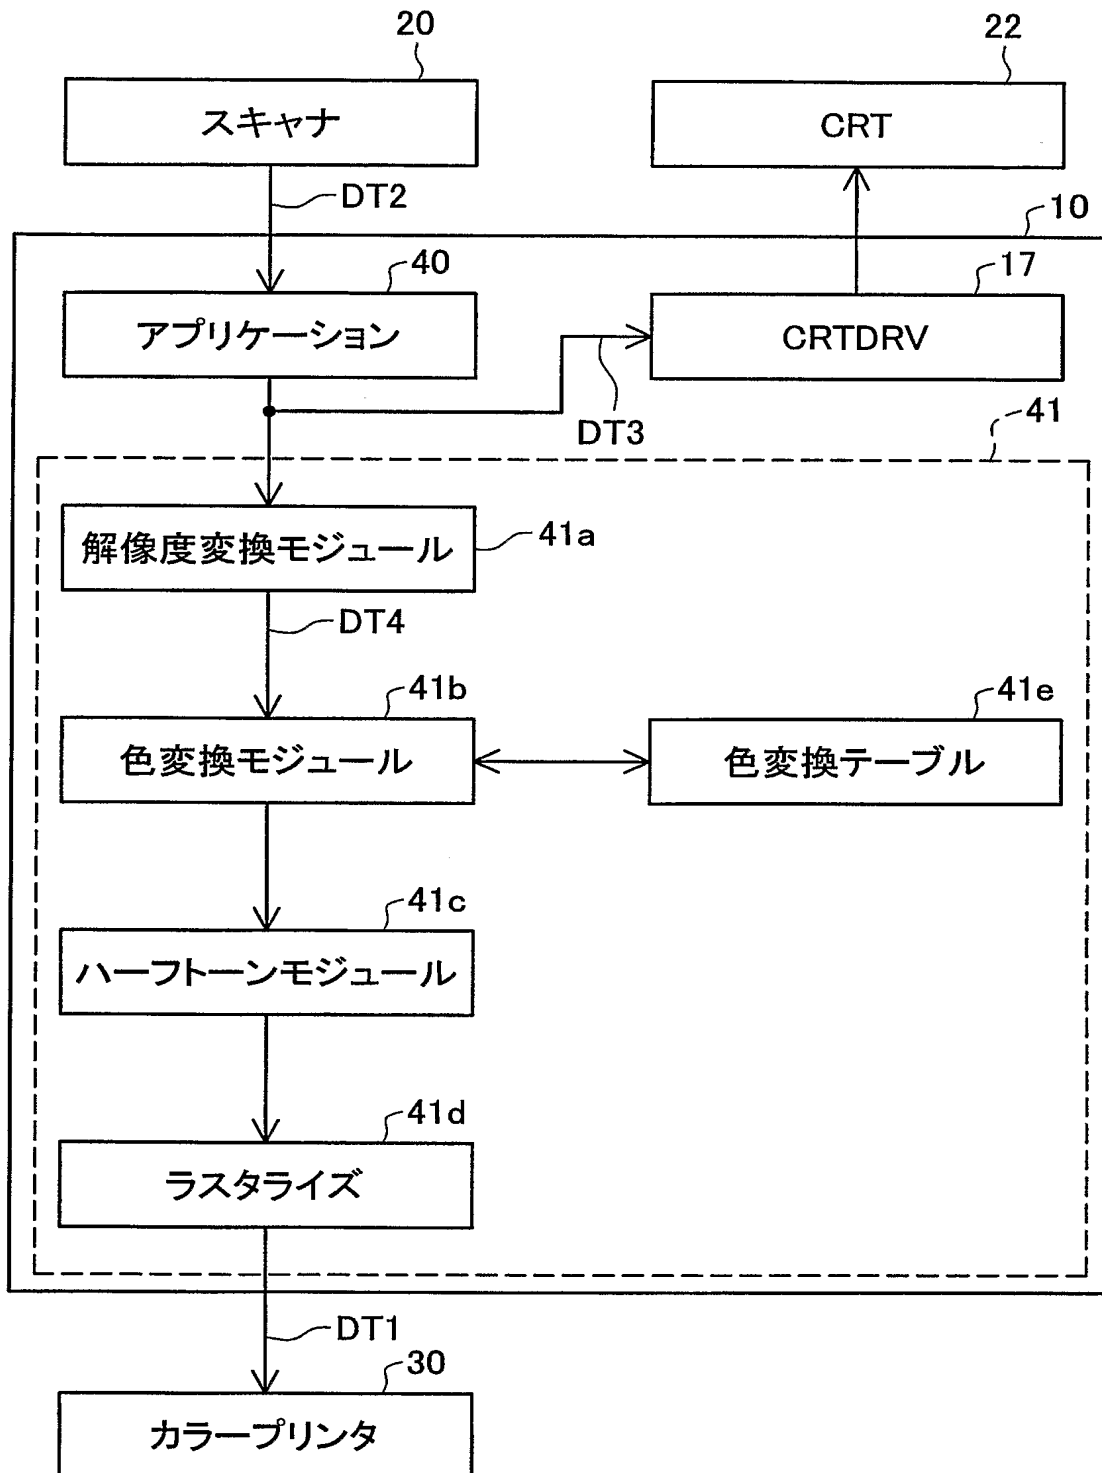 20
22
スキャナ
CRT
DT2
10
40
17
アプリケーション
CRTDRV
DT3
41
解像度変換モジュール
41a
DT4
41b
41e
色変換モジュール
色変換テーブル
41c
ハーフトーンモジュール
41d
ラスタライズ
DT1
30
カラープリンタ